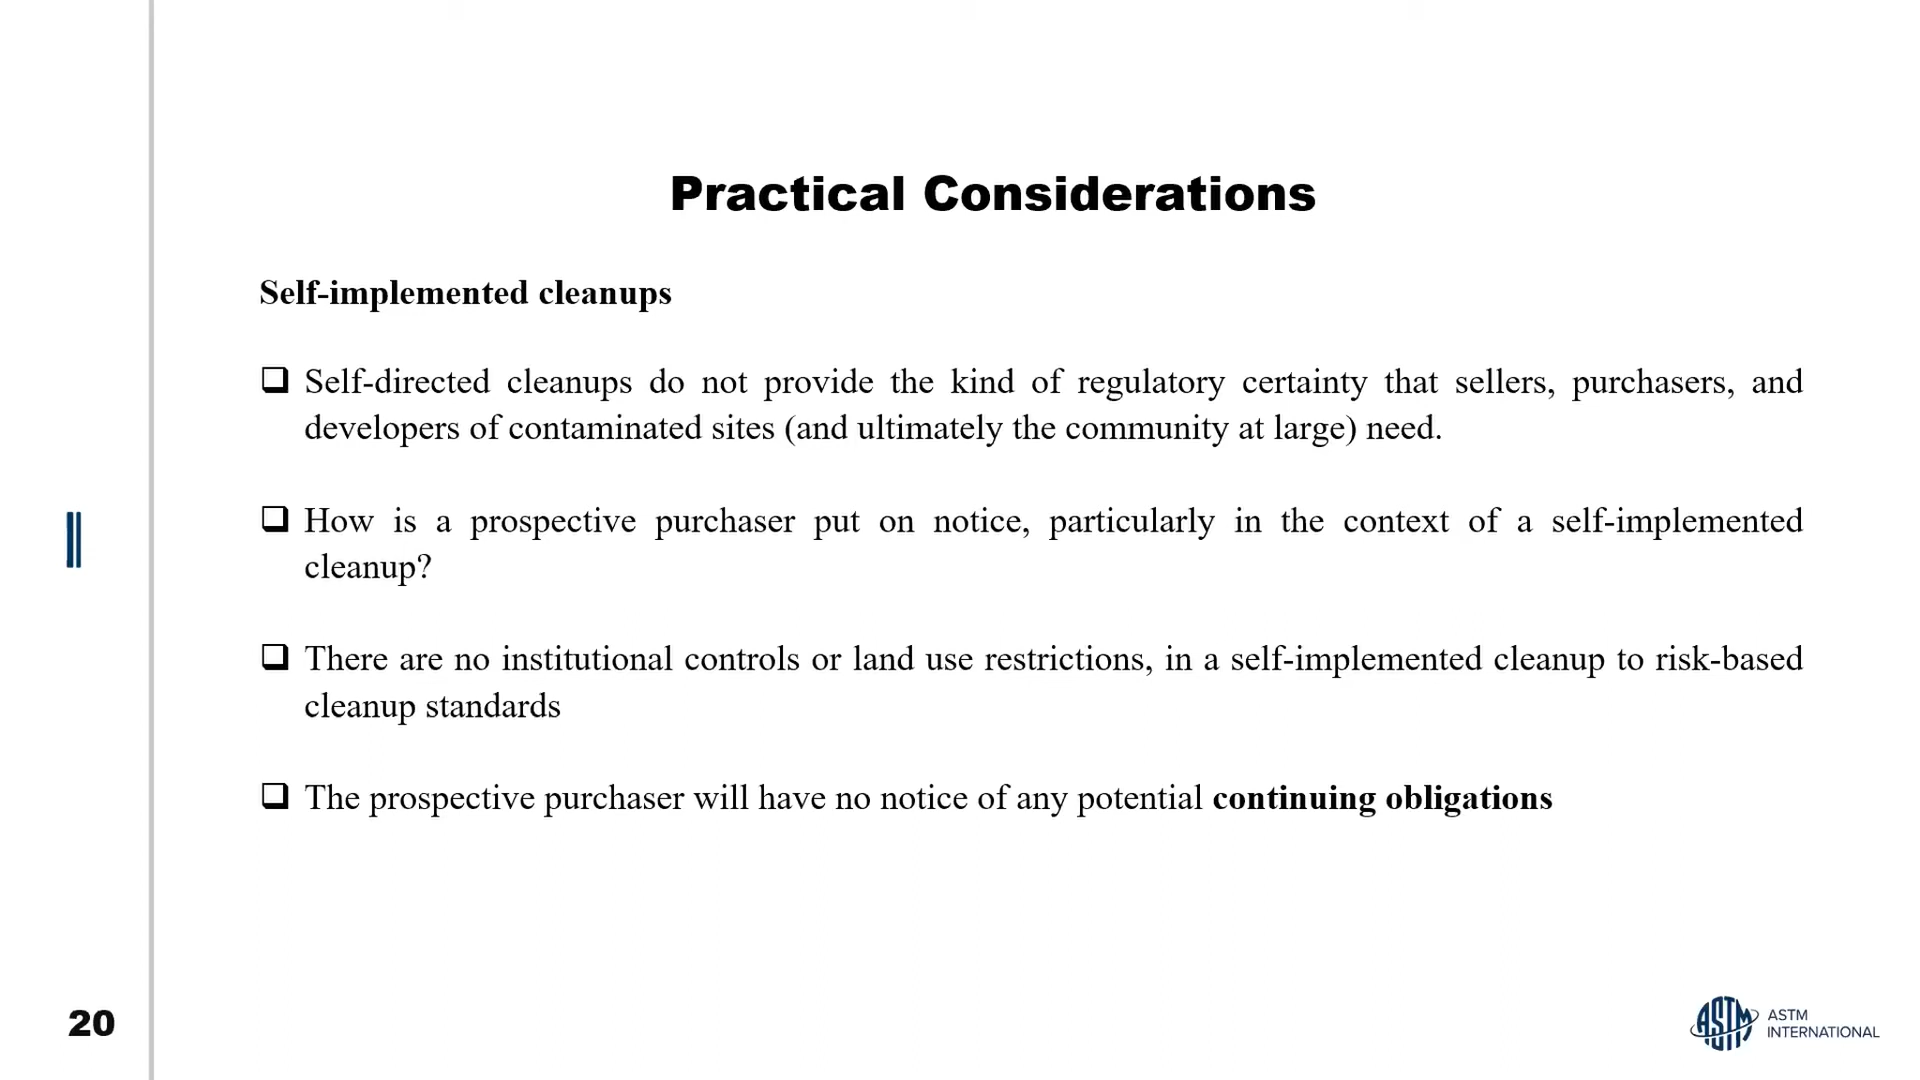 Practical Considerations
Self-implemented cleanups
Self-directed cleanups do not provide the kind of regulatory certainty that sellers, purchasers, and
developers of contaminated sites (and ultimately the community at large) need.
How is a prospective purchaser put on notice, particularly in the context of a self-implemented
cleanup?
There are no institutional controls or land use restrictions, in a self-implemented cleanup to risk-based
cleanup standards
The prospective purchaser will have no notice of any potential continuing obligations
20
ASTM
ASTM
INTERNATIONAL